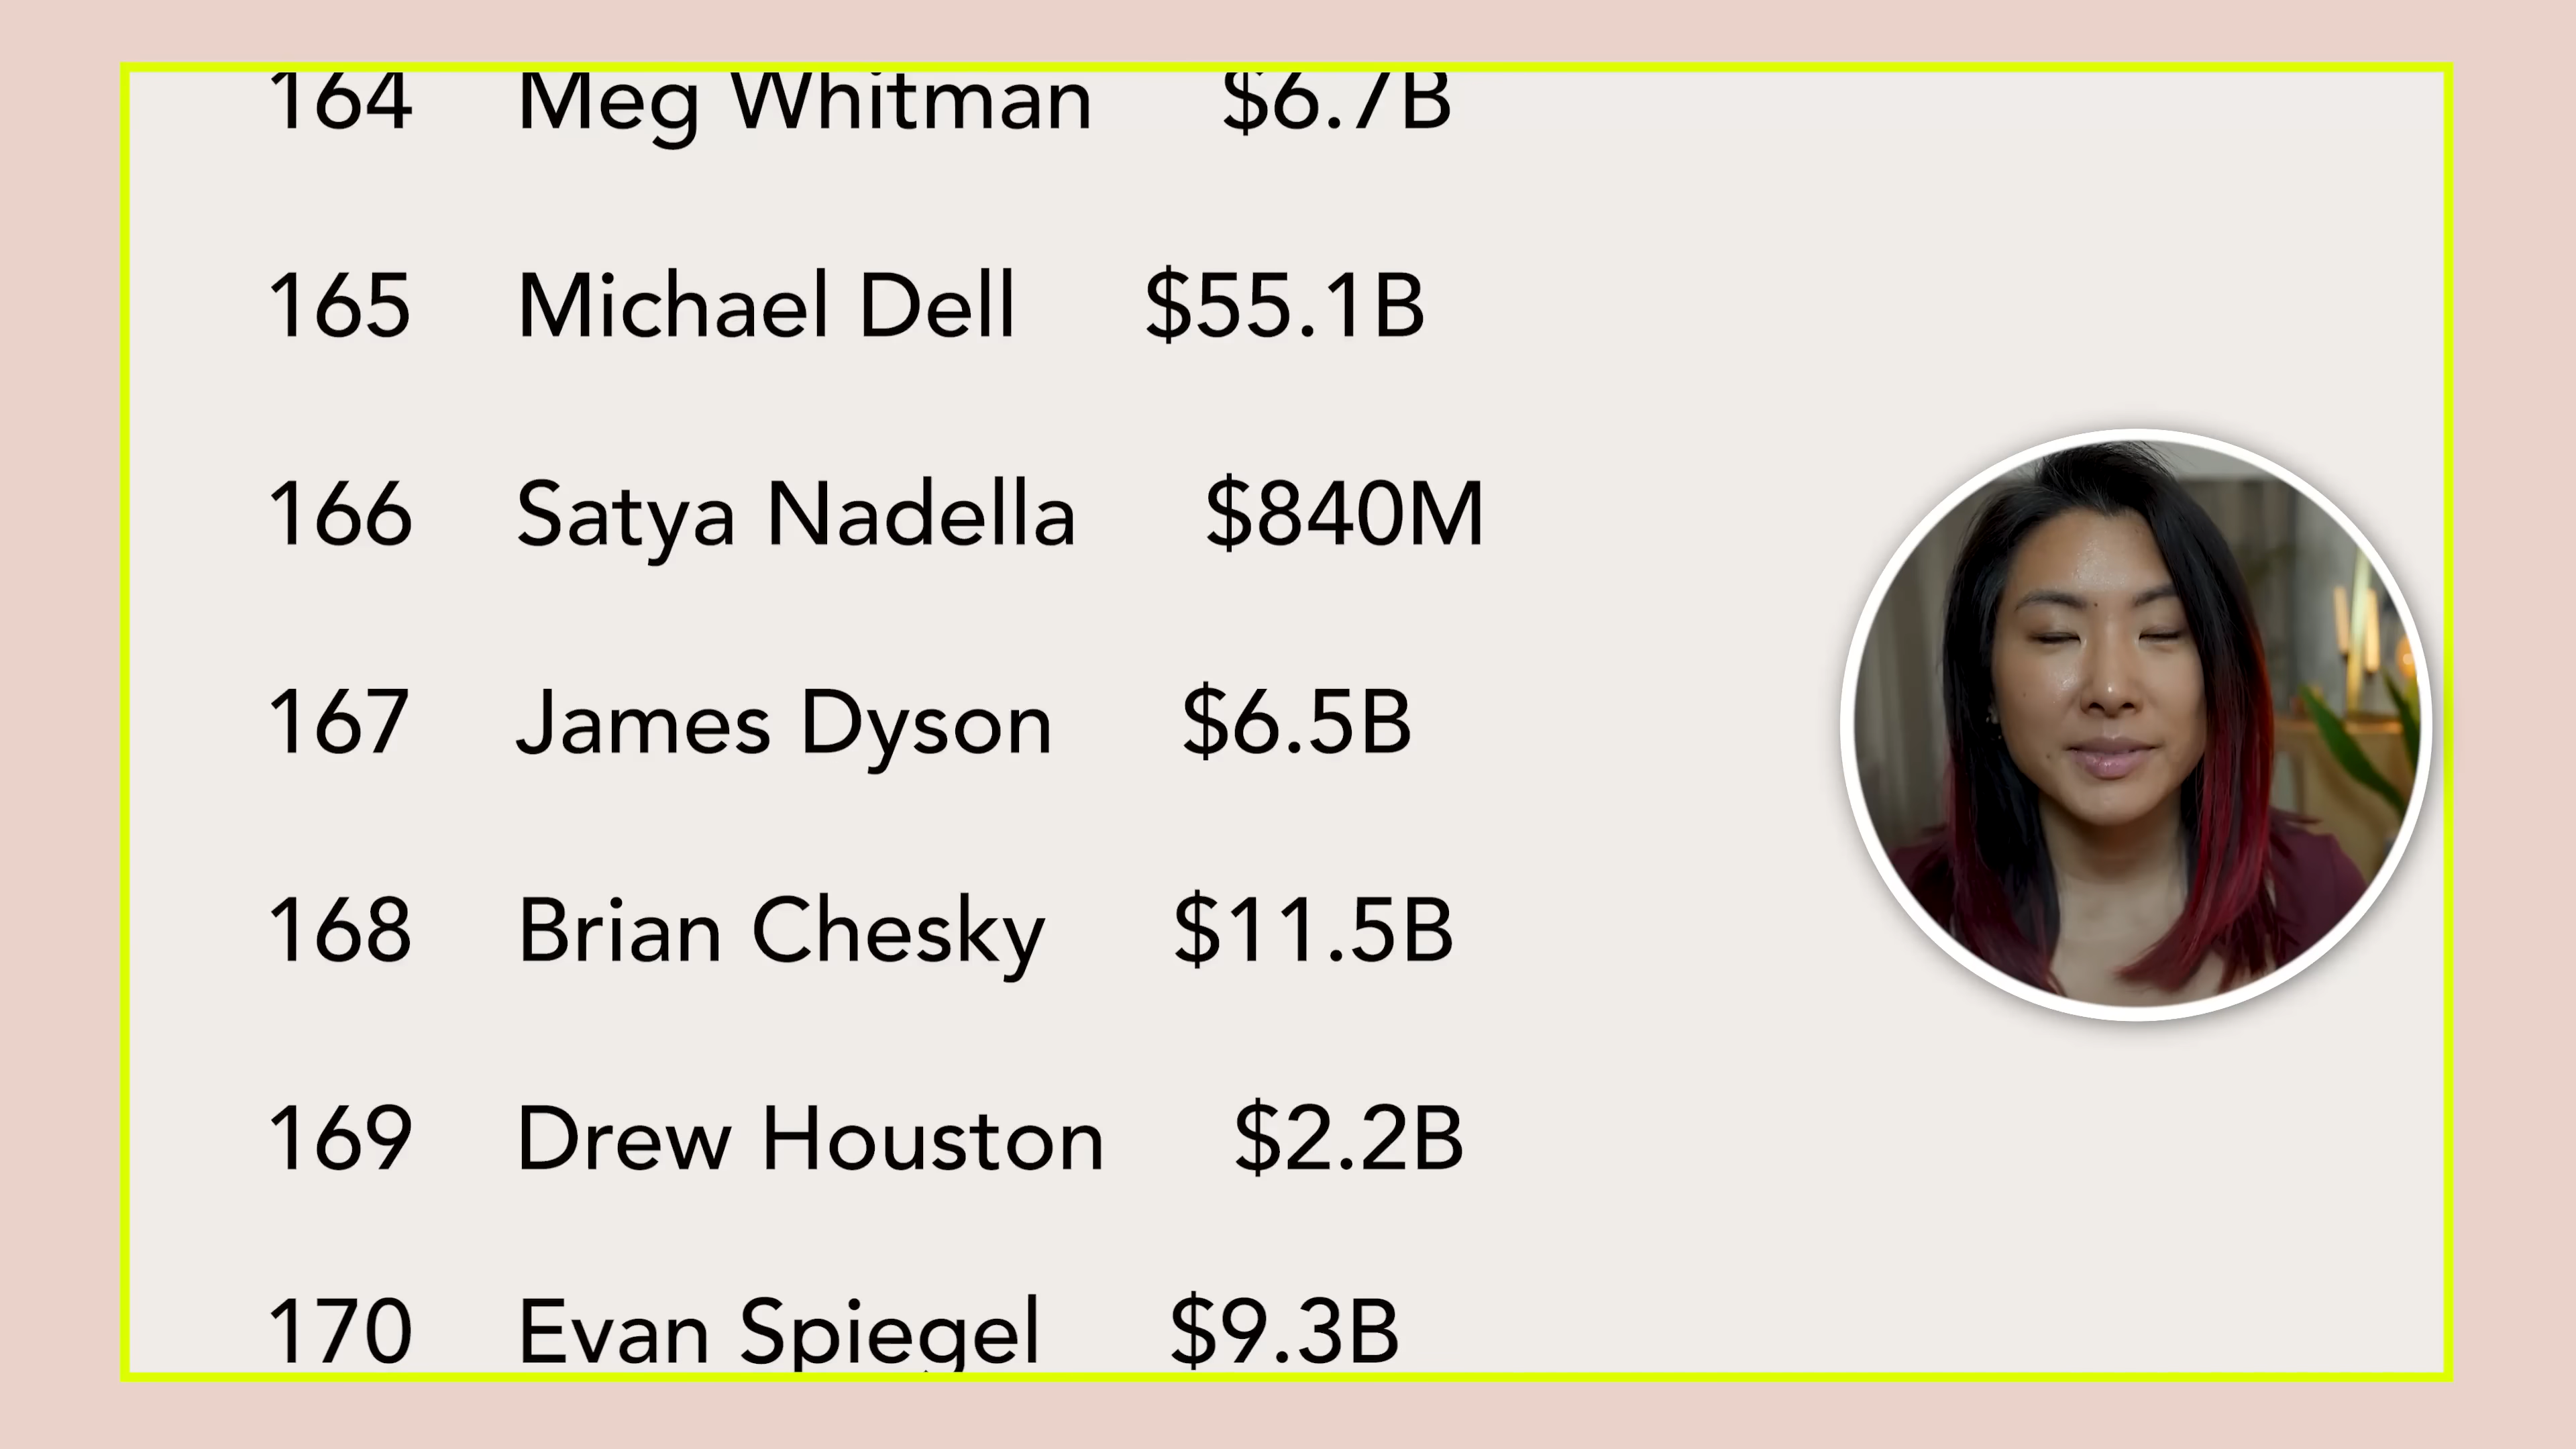 164 Meg Whitman $6.7B
165 Michael Dell $55.1B
166 Satya Nadella $840M
167 James Dyson $6.5B
168 Brian Chesky $11.5B
169 Drew Houston $2.2B
170 Evan Spiegel $9.3B